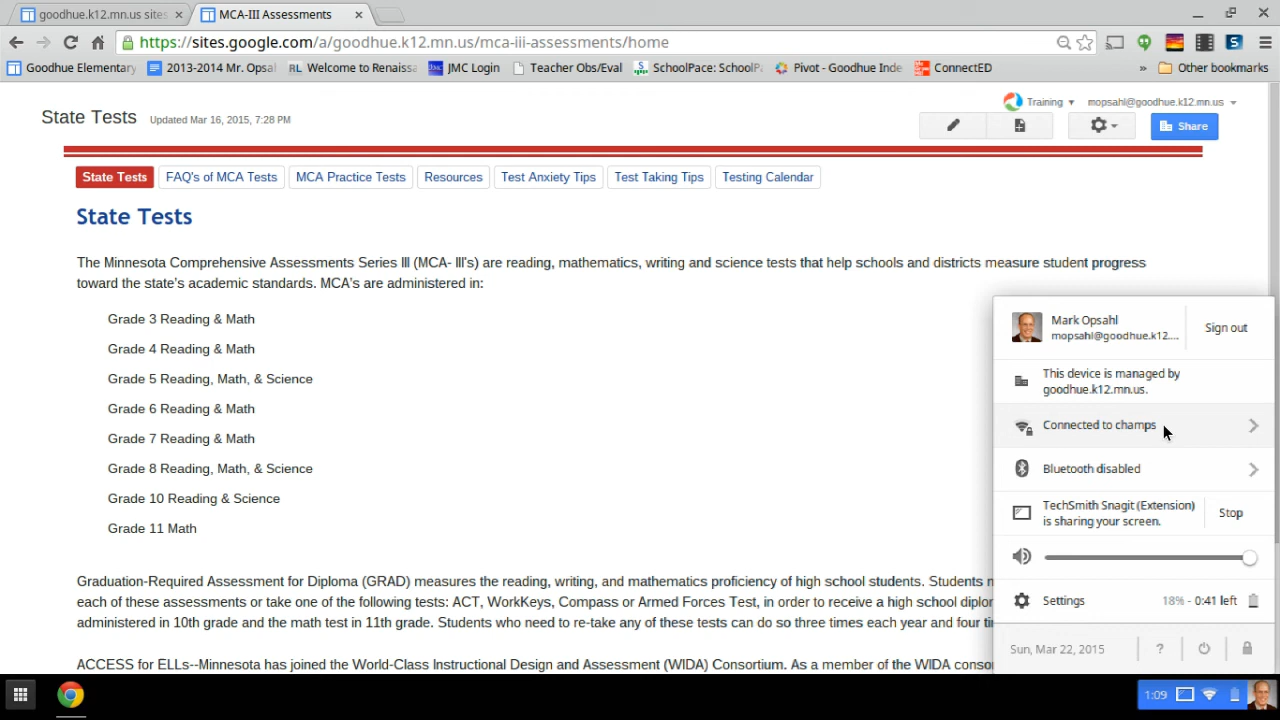 goodhue.k12.mn.us sites
MCA-III Assessments
https://sites.google.com/a/goodhue.k12.mn.us/mca-iii-assessments/home
Goodhue Elementary
2013-2014 Mr. Opsal
RL Welcome to Renaissa
JMC Login
Teacher Obs/Eval
SchoolPace: SchoolPa
Pivot - Goodhue Inde
ConnectED
» Other bookmarks
Training
mopsahl@goodhue.k12.mn.us
State Tests Updated Mar 16, 2015, 7:28 PM
Share
State Tests
FAQ's of MCA Tests
MCA Practice Tests
Resources
Test Anxiety Tips
Test Taking Tips
Testing Calendar
State Tests
The Minnesota Comprehensive Assessments Series III (MCA- III's) are reading, mathematics, writing and science tests that help schools and districts measure student progress
toward the state's academic standards. MCA's are administered in:
Grade 3 Reading & Math
Grade 4 Reading & Math
Grade 5 Reading, Math, & Science
Grade 6 Reading & Math
Grade 7 Reading & Math
Grade 8 Reading, Math, & Science
Grade 10 Reading & Science
Grade 11 Math
Graduation-Required Assessment for Diploma (GRAD) measures the reading, writing, and mathematics proficiency of high school students. Students
each of these assessments or take one of the following tests: ACT, WorkKeys, Compass or Armed Forces Test, in order to receive a high school
administered in 10th grade and the math test in 11th grade. Students who need to re-take any of these tests can do so three times each year and four
ACCESS for ELLs--Minnesota has joined the World-Class Instructional Design and Assessment (WIDA) Consortium. As a member of the WIDA
Mark Opsahl
mopsahl@goodhue.k12....
Sign out
This device is managed by
goodhue.k12.mn.us.
Connected to champs
Bluetooth disabled
TechSmith Snagit (Extension)
is sharing your screen.
Stop
Settings
18% - 0:41 left
Sun, Mar 22, 2015
?
1:09